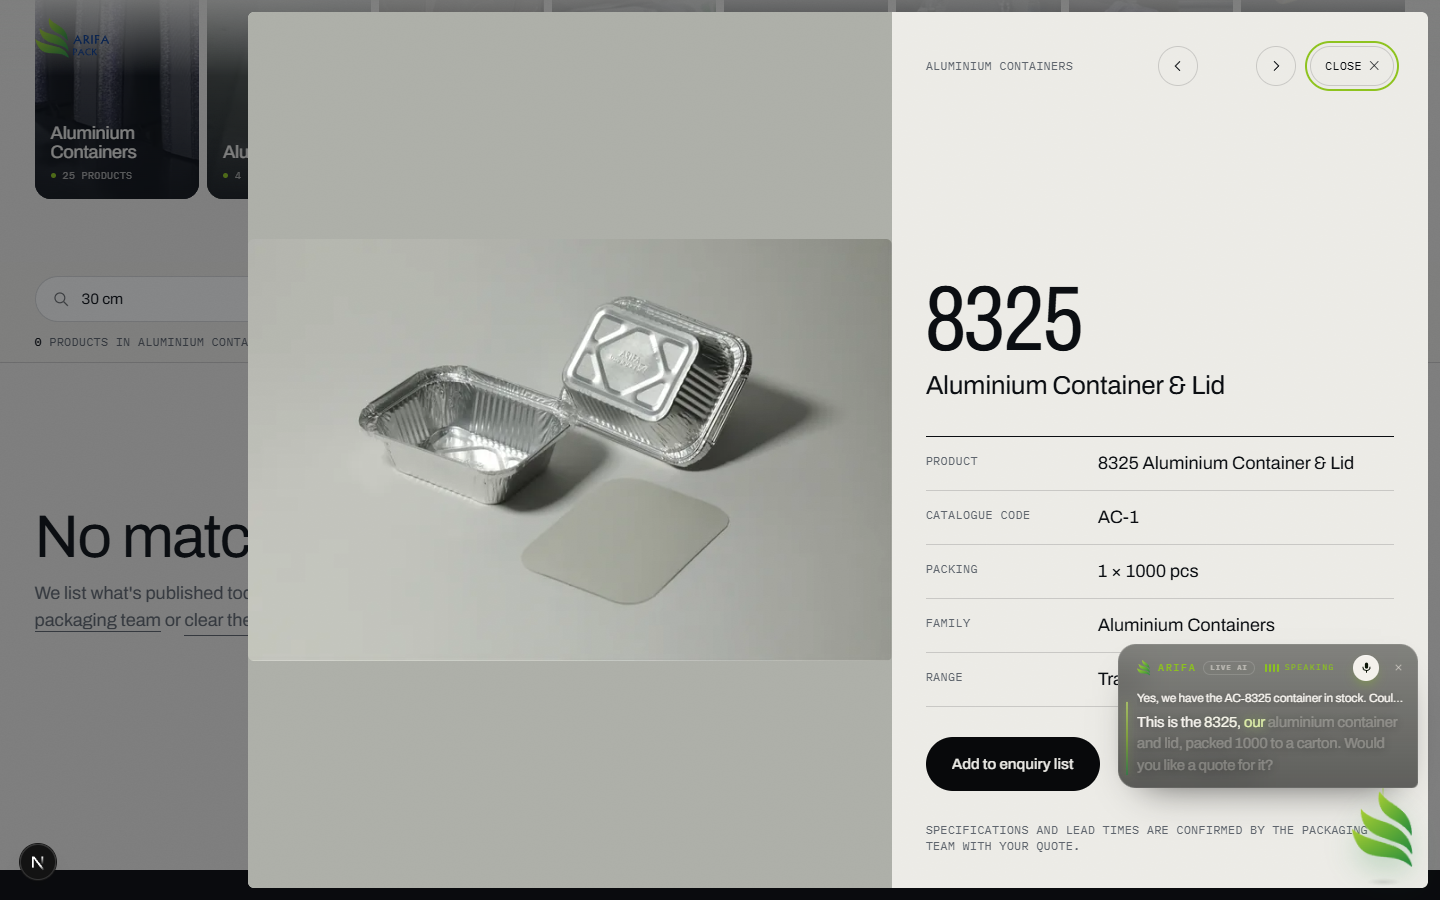 ARIFA
PACK
Aluminium
Containers
25 PRODUCTS
Alu
4
30 cm
0 PRODUCTS IN ALUMINIUM CONTA
No matc
We list what's published toc
packaging team or clear the
N
ALUMINIUM CONTAINERS
CLOSE
8325
Aluminium Container & Lid
PRODUCT 8325 Aluminium Container & Lid
CATALOGUE CODE AC-1
PACKING 1 × 1000 pcs
FAMILY Aluminium Containers
RANGE Tra
Add to enquiry list
SPECIFICATIONS AND LEAD TIMES ARE CONFIRMED BY THE PACKAGING
TEAM WITH YOUR QUOTE.
ARIFA LIVE AI SPEAKING
Yes, we have the AC-8325 container in stock. Coul...
This is the 8325, our aluminium container
and lid, packed 1000 to a carton. Would
you like a quote for it?